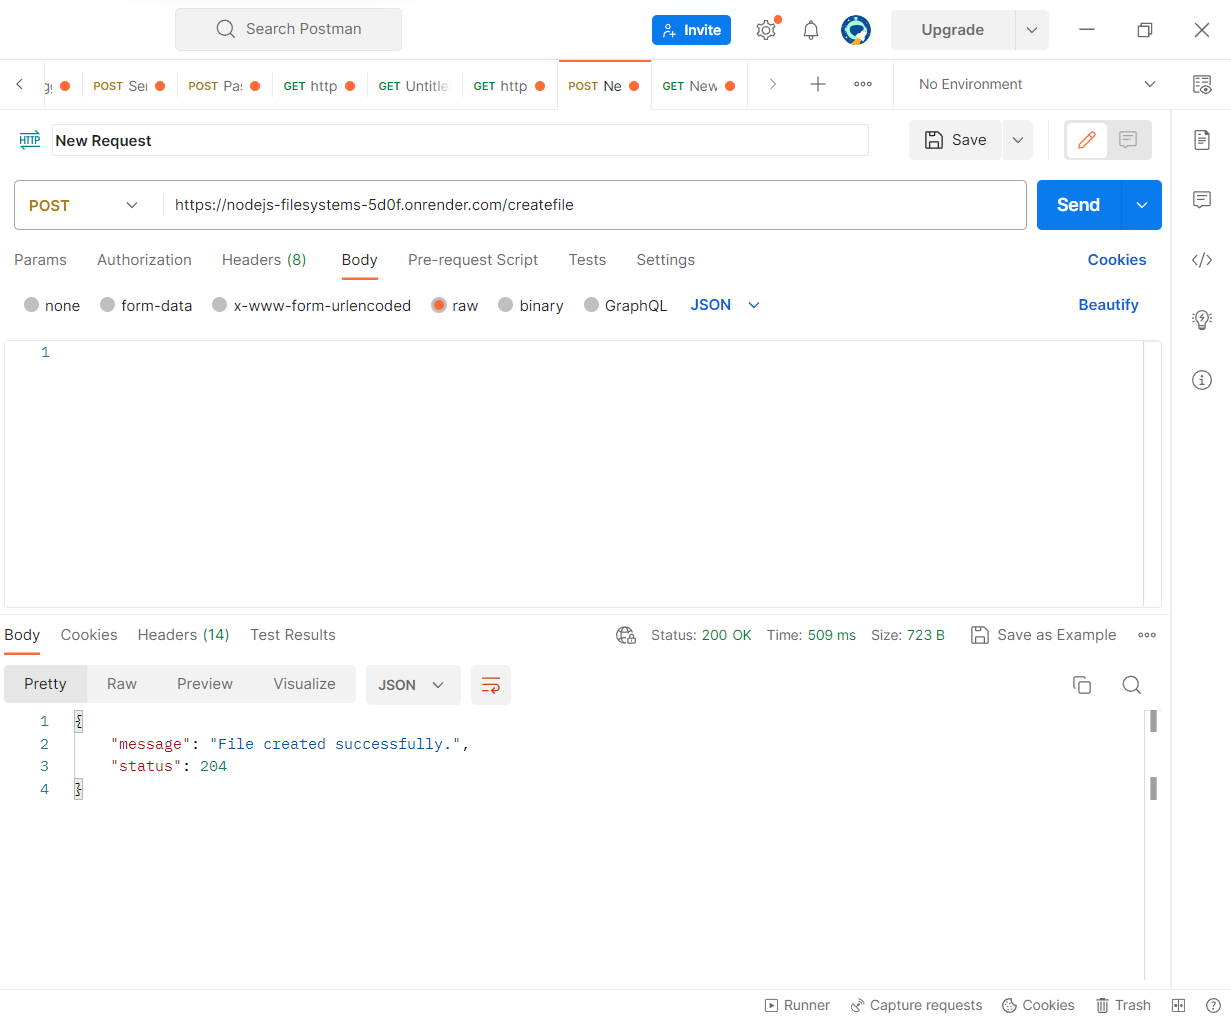 Search Postman
Invite
Upgrade
POST Ser
POST Pas
GET http
GET Untitle
GET http
POST Ne
GET New
No Environment
HTTP
New Request
Save
POST
https://nodejs-filesystems-5d0f.onrender.com/createfile
Send
Params Authorization Headers (8) Body Pre-request Script Tests Settings Cookies
none form-data x-www-form-urlencoded raw binary GraphQL JSON Beautify
1
Body Cookies Headers (14) Test Results Status: 200 OK Time: 509 ms Size: 723 B Save as Example
Pretty Raw Preview Visualize JSON
1 {
2 "message": "File created successfully.",
3 "status": 204
4 }
Runner Capture requests Cookies Trash